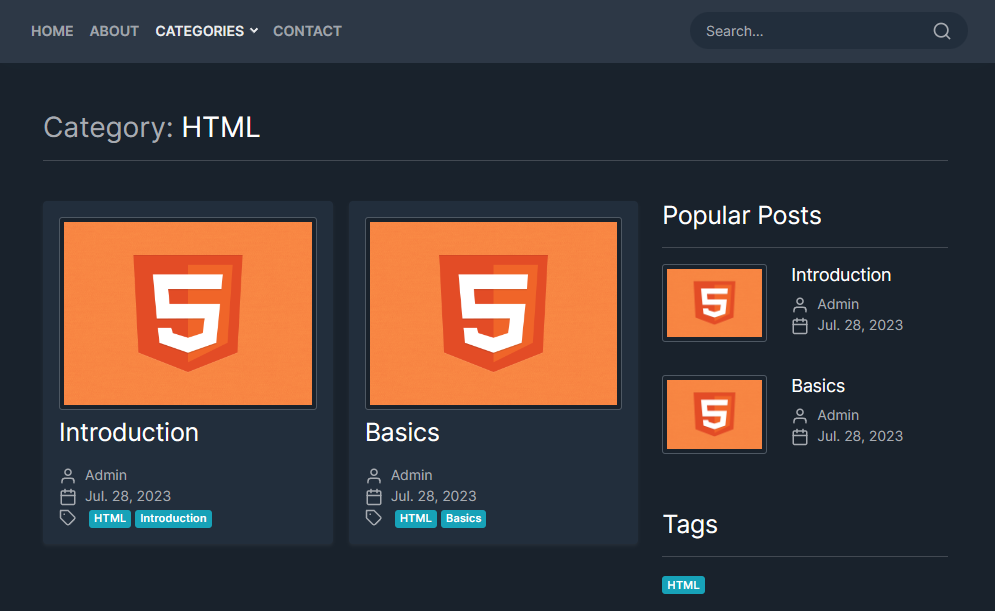 HOME ABOUT CATEGORIES CONTACT
Search...
Category: HTML
Introduction
Admin
Jul. 28, 2023
HTML Introduction
Basics
Admin
Jul. 28, 2023
HTML Basics
Popular Posts
Introduction
Admin
Jul. 28, 2023
Basics
Admin
Jul. 28, 2023
Tags
HTML